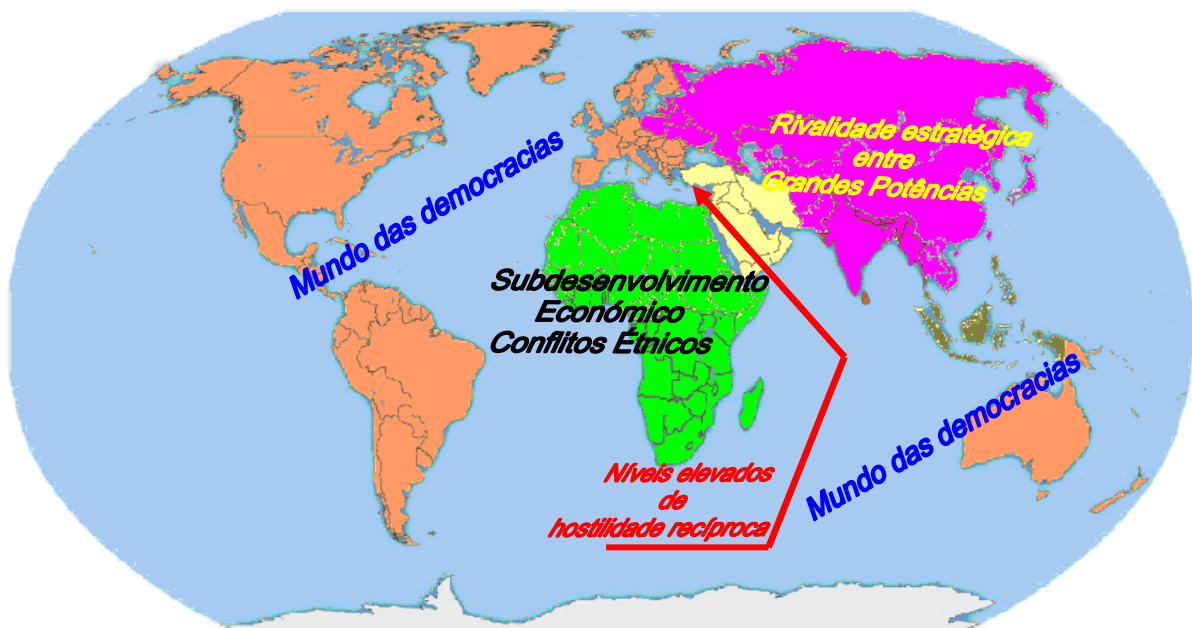 Rivalidade estratégica
entre
Grandes Potências
Mundo das democracias
Subdesenvolvimento
Económico
Conflitos Étnicos
Mundo das democracias
Níveis elevados
de
hostilidade recíproca